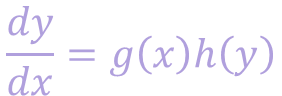 dy/dx = g(x)h(y)